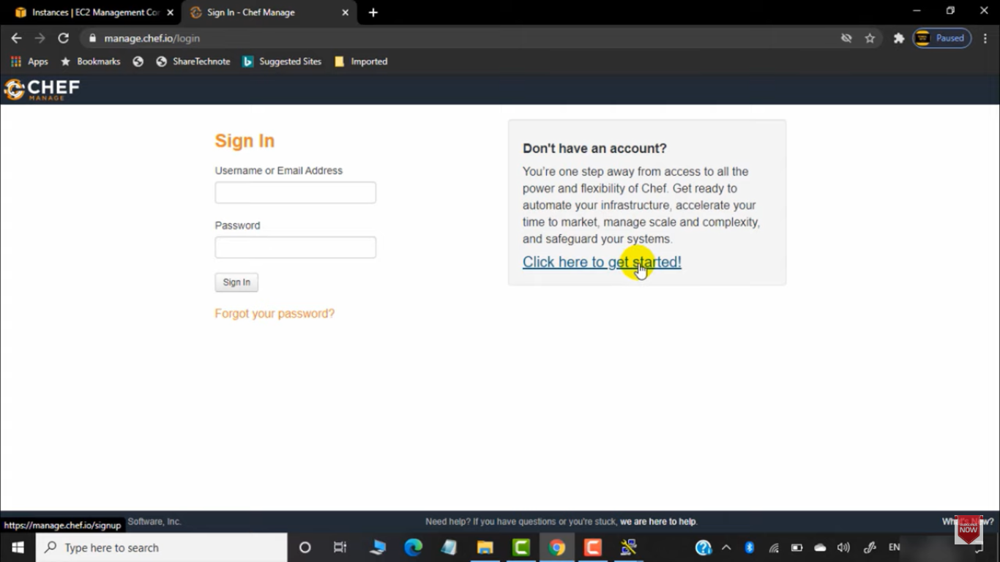 Instances | EC2 Management Cor
Sign In - Chef Manage
manage.chef.io/login
Paused
Apps
Bookmarks
ShareTechnote
Suggested Sites
Imported
CHEF
MANAGE
Sign In
Username or Email Address
Password
Sign In
Forgot your password?
Don't have an account?
You're one step away from access to all the
power and flexibility of Chef. Get ready to
automate your infrastructure, accelerate your
time to market, manage scale and complexity,
and safeguard your systems.
Click here to get started!
https://manage.chef.io/signup
Software, Inc.
Need help? If you have questions or you're stuck, we are here to help.
Type here to search
EN
NOW